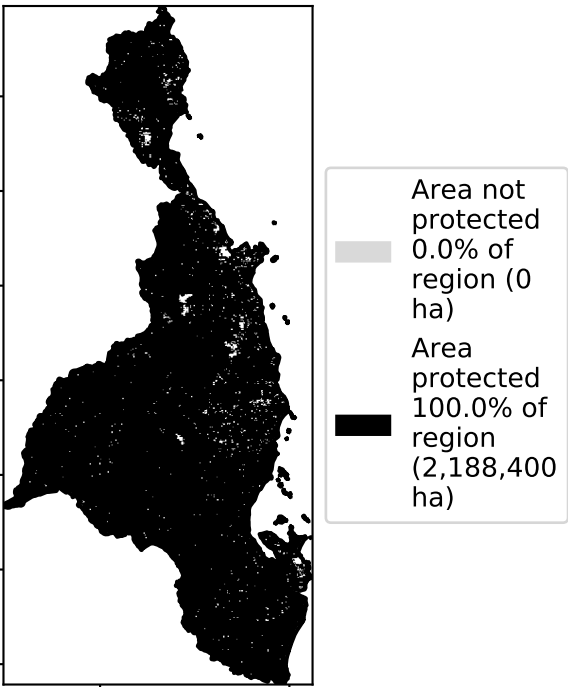 Area not
protected
0.0% of
region (0
ha)
Area
protected
100.0% of
region
(2,188,400
ha)